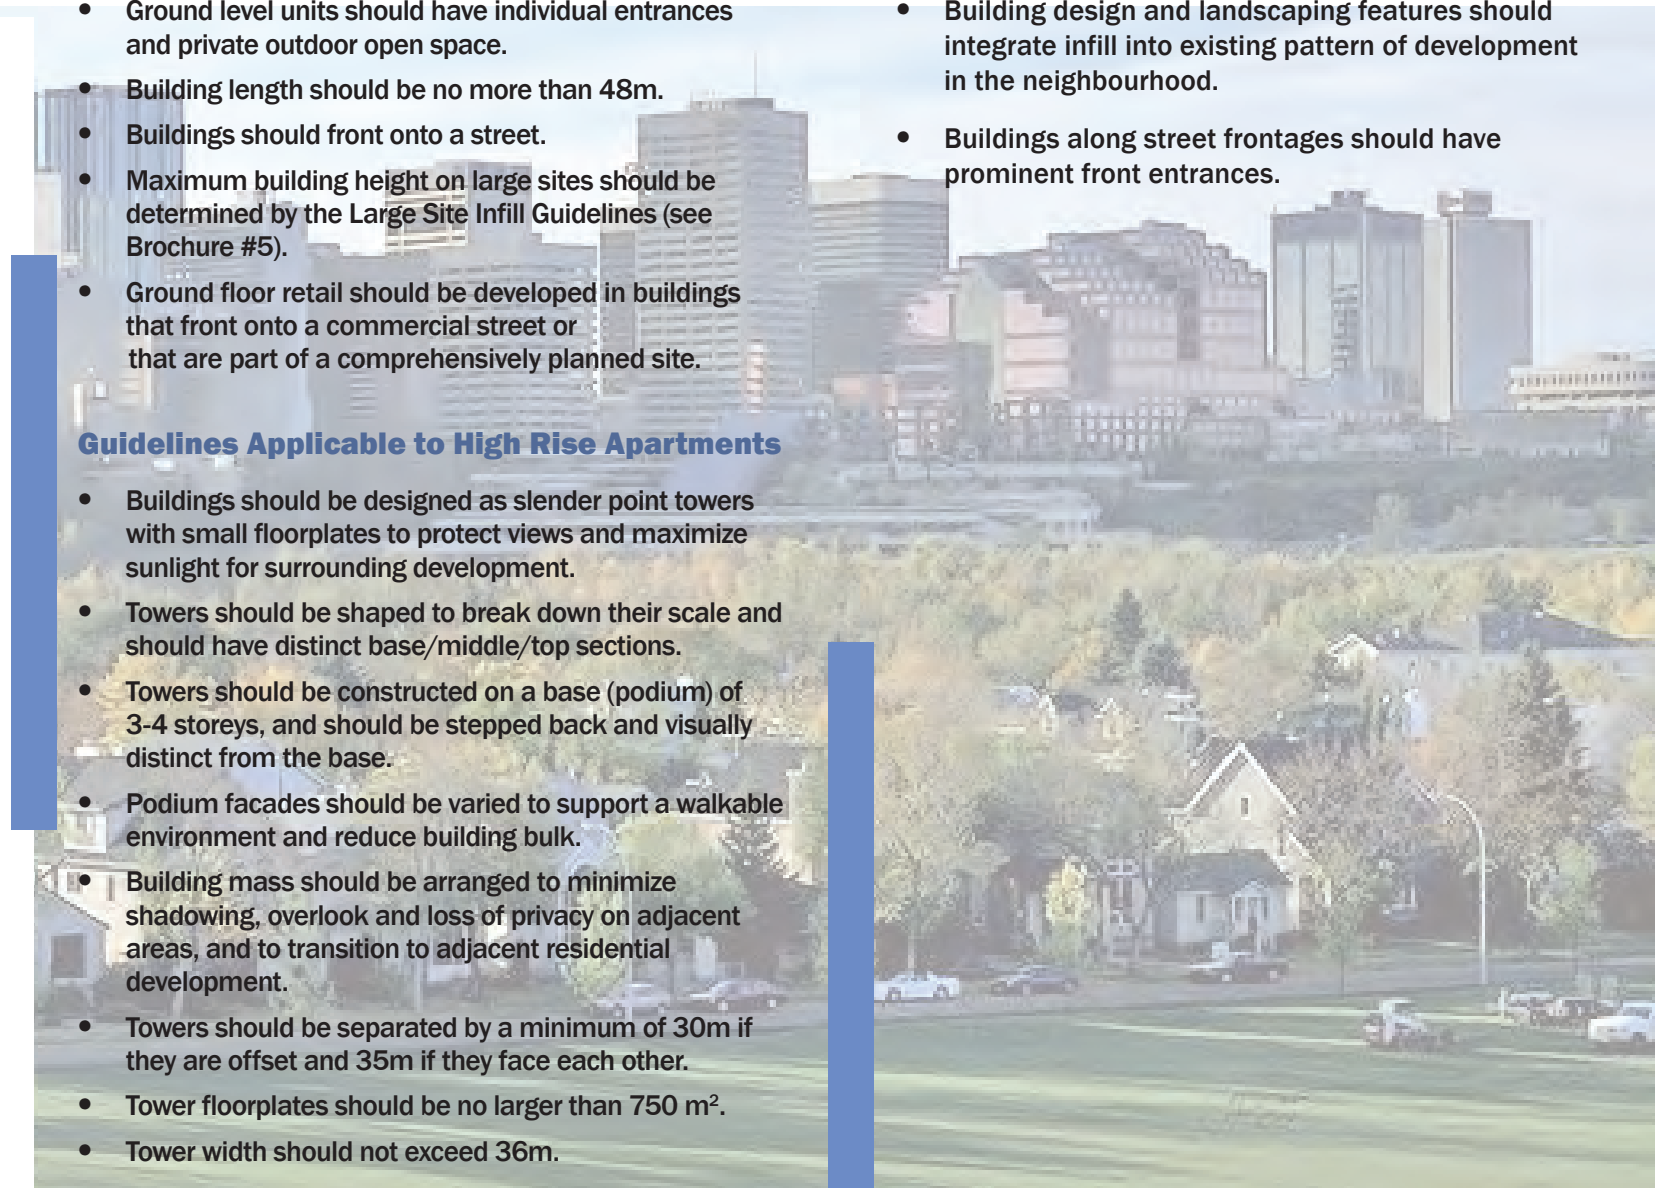 • Ground level units should have individual entrances
and private outdoor open space.
• Building length should be no more than 48m.
• Buildings should front onto a street.
• Maximum building height on large sites should be
determined by the Large Site Infill Guidelines (see
Brochure #5).
• Ground floor retail should be developed in buildings
that front onto a commercial street or
that are part of a comprehensively planned site.
Guidelines Applicable to High Rise Apartments
• Buildings should be designed as slender point towers
with small floorplates to protect views and maximize
sunlight for surrounding development.
• Towers should be shaped to break down their scale and
should have distinct base/middle/top sections.
• Towers should be constructed on a base (podium) of
3-4 storeys, and should be stepped back and visually
distinct from the base.
• Podium facades should be varied to support a walkable
environment and reduce building bulk.
• Building mass should be arranged to minimize
shadowing, overlook and loss of privacy on adjacent
areas, and to transition to adjacent residential
development.
• Towers should be separated by a minimum of 30m if
they are offset and 35m if they face each other.
• Tower floorplates should be no larger than 750 m².
• Tower width should not exceed 36m.
• Building design and landscaping features should
integrate infill into existing pattern of development
in the neighbourhood.
• Buildings along street frontages should have
prominent front entrances.